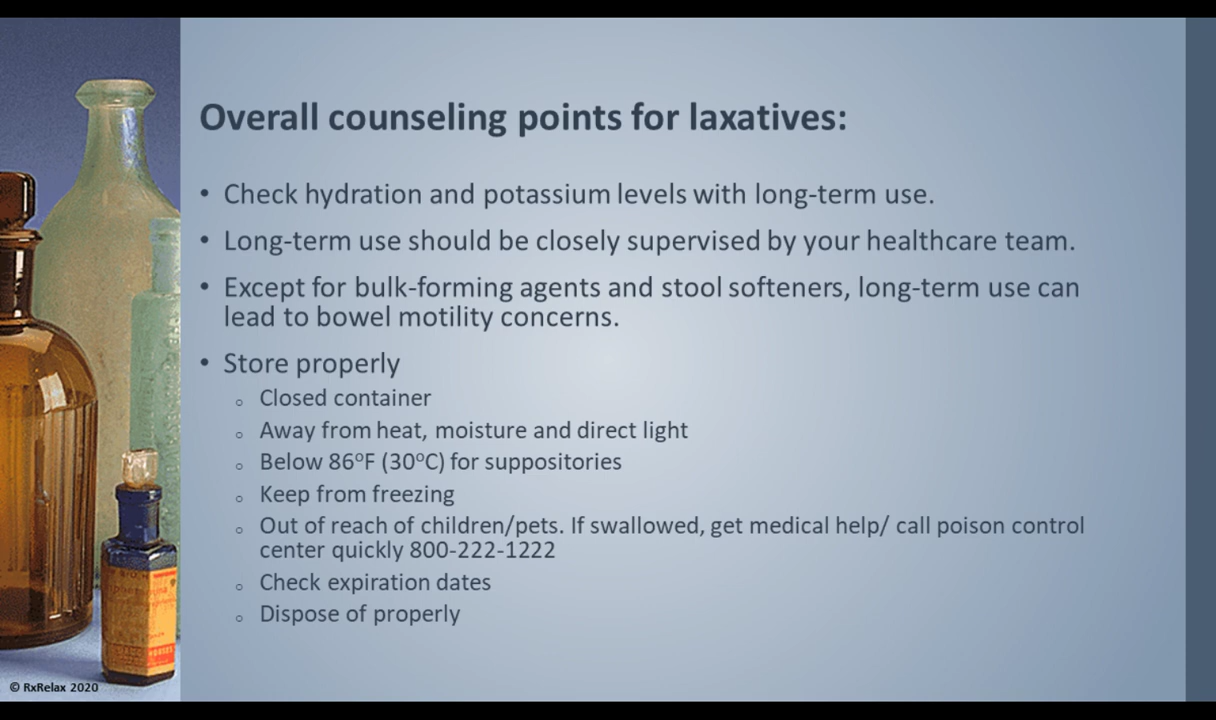 Overall counseling points for laxatives:
• Check hydration and potassium levels with long-term use.
• Long-term use should be closely supervised by your healthcare team.
• Except for bulk-forming agents and stool softeners, long-term use can
lead to bowel motility concerns.
• Store properly
o Closed container
o Away from heat, moisture and direct light
o Below 86°F (30°C) for suppositories
o Keep from freezing
o Out of reach of children/pets. If swallowed, get medical help/ call poison control
center quickly 800-222-1222
o Check expiration dates
o Dispose of properly
© RxRelax 2020